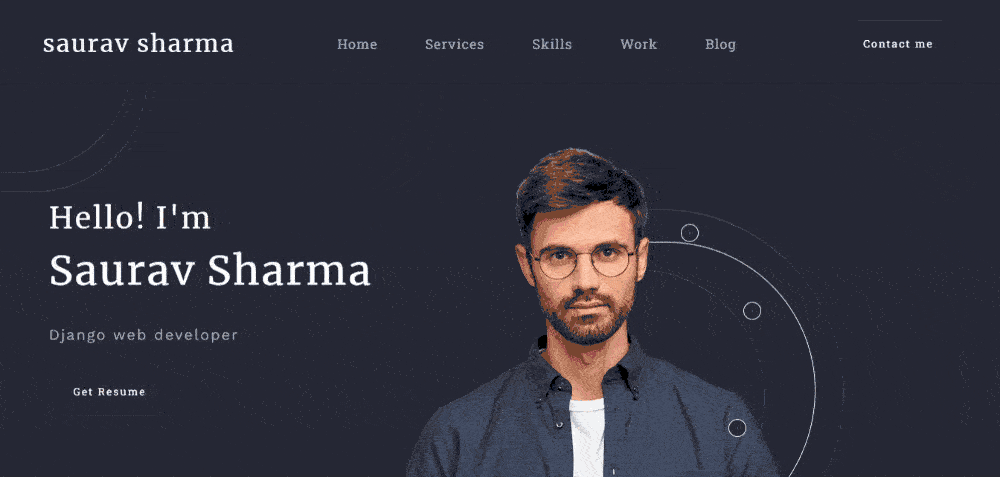 saurav sharma
Home Services Skills Work Blog
Contact me
Hello! I'm
Saurav Sharma
Django web developer
Get Resume